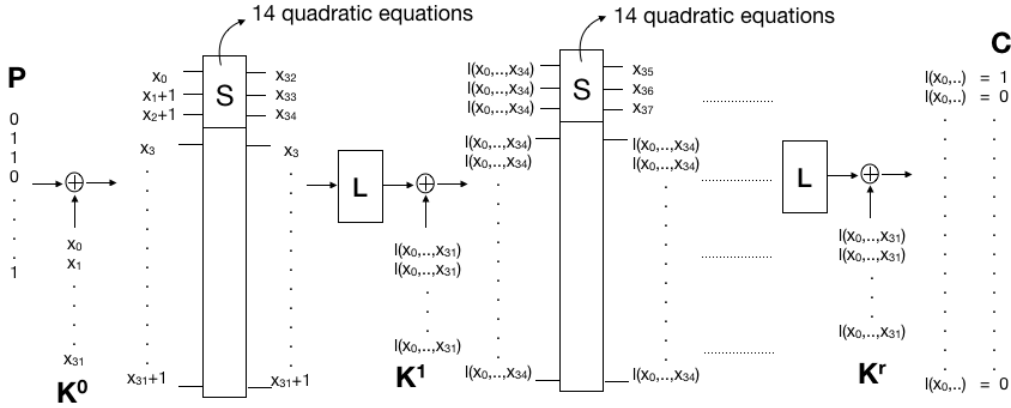 14 quadratic equations
14 quadratic equations
P
0
1
1
0
.
.
.
.
1
x0
x1
x31
K0
x0
x1+1
x2+1
x3
x31+1
S
x32
x33
x34
x3
x31+1
L
l(x0,..,x31)
l(x0,..,x31)
l(x0,..,x31)
K1
l(x0,..,x34)
l(x0,..,x34)
l(x0,..,x34)
l(x0,..,x34)
l(x0,..,x34)
l(x0,..,x34)
S
x35
x36
x37
l(x0,..,x34)
l(x0,..,x34)
l(x0,..,x34)
L
l(x0,..,x31)
l(x0,..,x31)
l(x0,..,x31)
Kr
C
l(x0,..) = 1
l(x0,..) = 0
l(x0,..) = 0